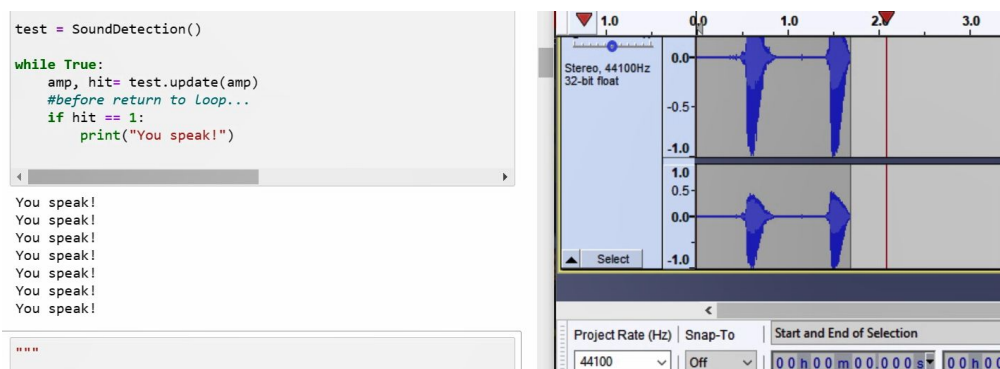 test = SoundDetection()
while True:
    amp, hit= test.update(amp)
    #before return to loop...
    if hit == 1:
        print("You speak!")
You speak!
You speak!
You speak!
You speak!
You speak!
You speak!
You speak!
"""
1.0 0.0 1.0 2.0 3.0
Stereo, 44100Hz
32-bit float
0.0
-0.5
-1.0
1.0
0.5
0.0
-1.0
Select
Project Rate (Hz) Snap-To Start and End of Selection
44100 Off 00h00m00.000s